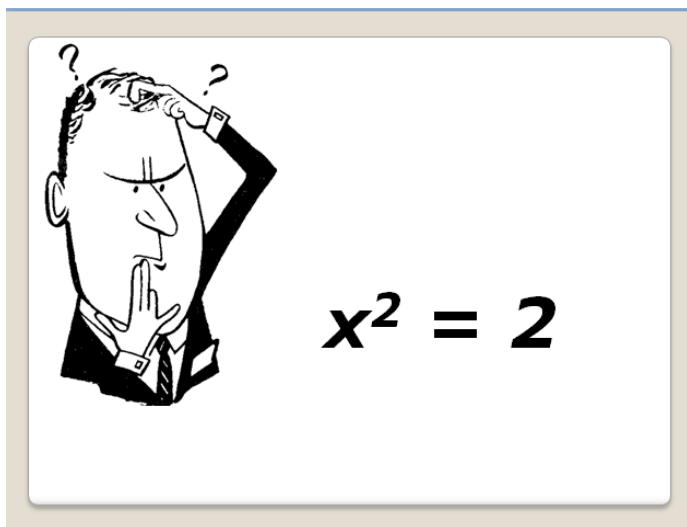 ? ?
x² = 2